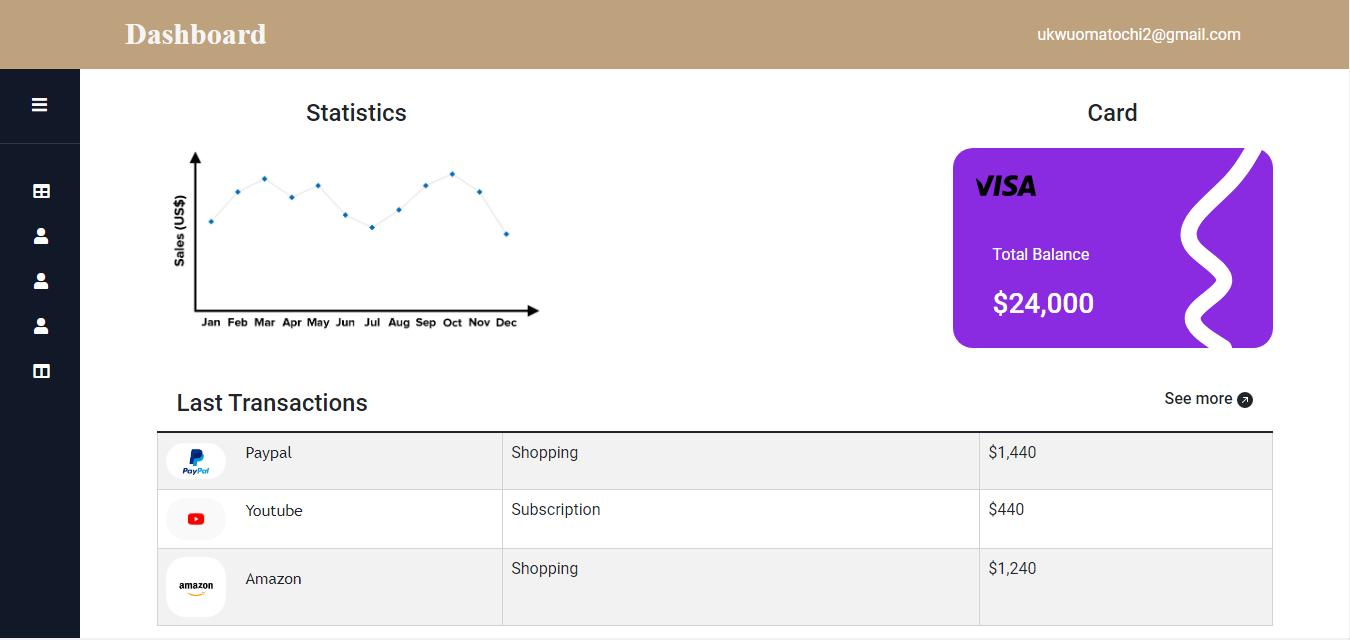 Dashboard
ukwuomatochi2@gmail.com
Statistics
Card
Sales (US$)
Jan Feb Mar Apr May Jun Jul Aug Sep Oct Nov Dec
VISA
Total Balance
$24,000
Last Transactions
See more
PayPal
Paypal
Shopping
$1,440
Youtube
Subscription
$440
amazon
Amazon
Shopping
$1,240